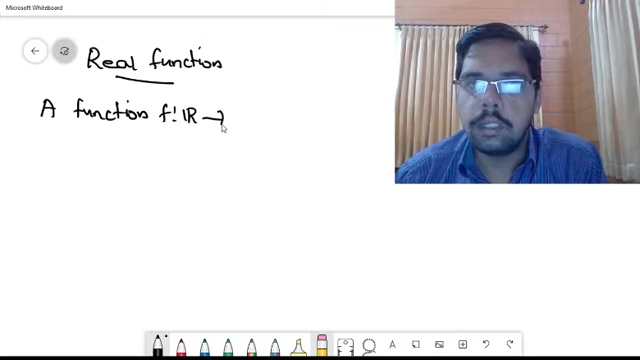 Microsoft Whiteboard
Real function
A function f: ℝ →